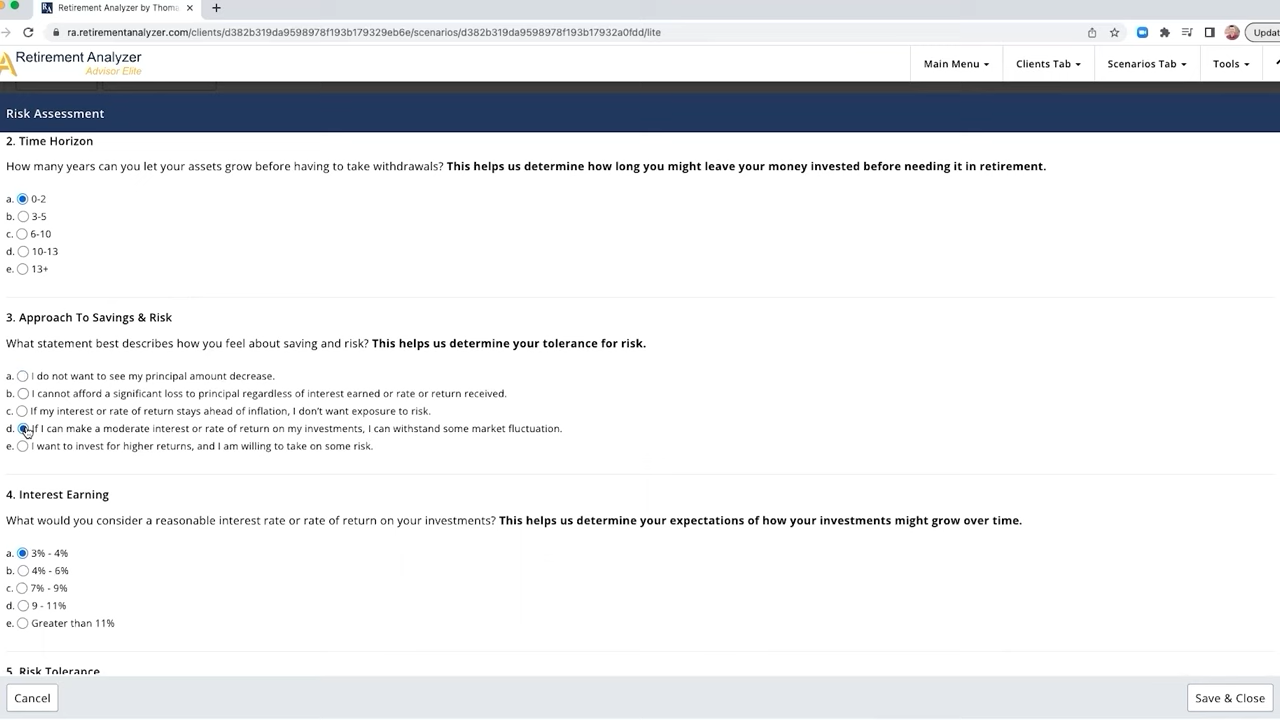 Retirement Analyzer by Thoma
ra.retirementanalyzer.com/clients/d382b319da9598978f193b179329eb6e/scenarios/d382b319da9598978f193b17932a0fdd/lite
Updat
Retirement Analyzer
Advisor Elite
Main Menu
Clients Tab
Scenarios Tab
Tools
Risk Assessment
2. Time Horizon
How many years can you let your assets grow before having to take withdrawals? This helps us determine how long you might leave your money invested before needing it in retirement.
a. 0-2
b. 3-5
c. 6-10
d. 10-13
e. 13+
3. Approach To Savings & Risk
What statement best describes how you feel about saving and risk? This helps us determine your tolerance for risk.
a. I do not want to see my principal amount decrease.
b. I cannot afford a significant loss to principal regardless of interest earned or rate or return received.
c. If my interest or rate of return stays ahead of inflation, I don't want exposure to risk.
d. If I can make a moderate interest or rate of return on my investments, I can withstand some market fluctuation.
e. I want to invest for higher returns, and I am willing to take on some risk.
4. Interest Earning
What would you consider a reasonable interest rate or rate of return on your investments? This helps us determine your expectations of how your investments might grow over time.
a. 3% - 4%
b. 4% - 6%
c. 7% - 9%
d. 9 - 11%
e. Greater than 11%
5. Risk Tolerance
Cancel
Save & Close